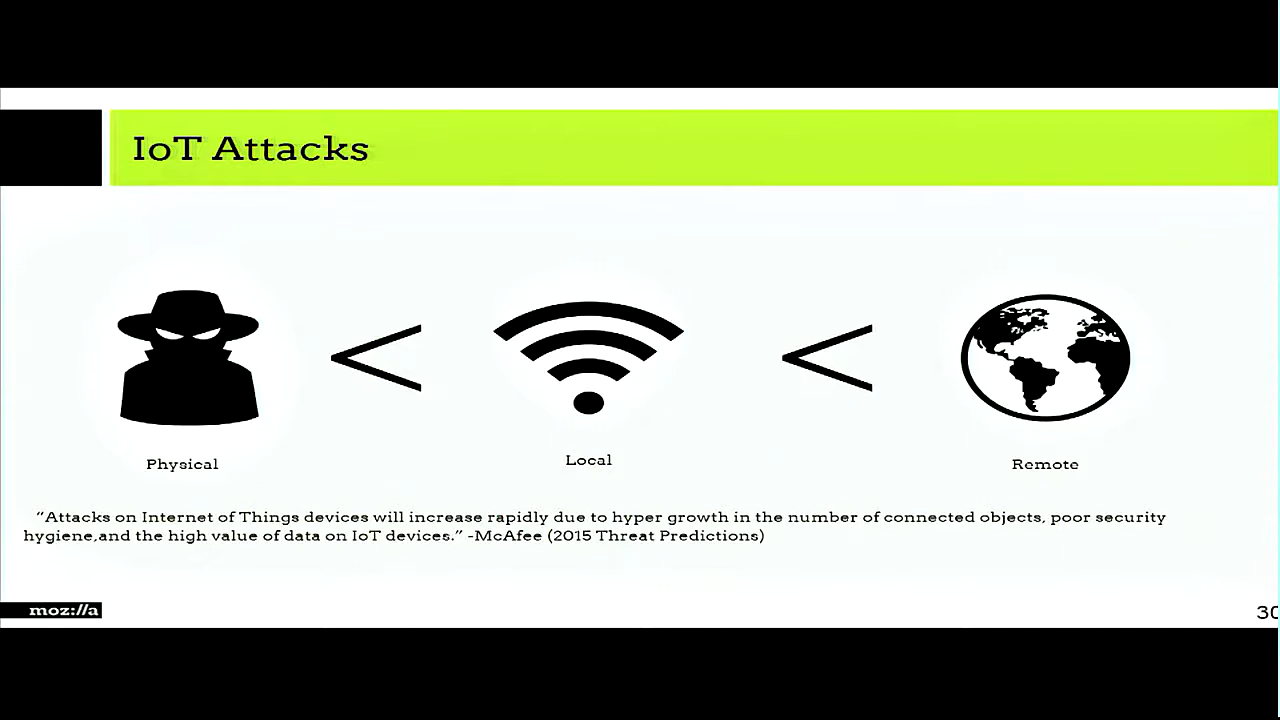 IoT Attacks
< <
Physical Local Remote
“Attacks on Internet of Things devices will increase rapidly due to hyper growth in the number of connected objects, poor security
hygiene,and the high value of data on IoT devices.” -McAfee (2015 Threat Predictions)
moz://a
30